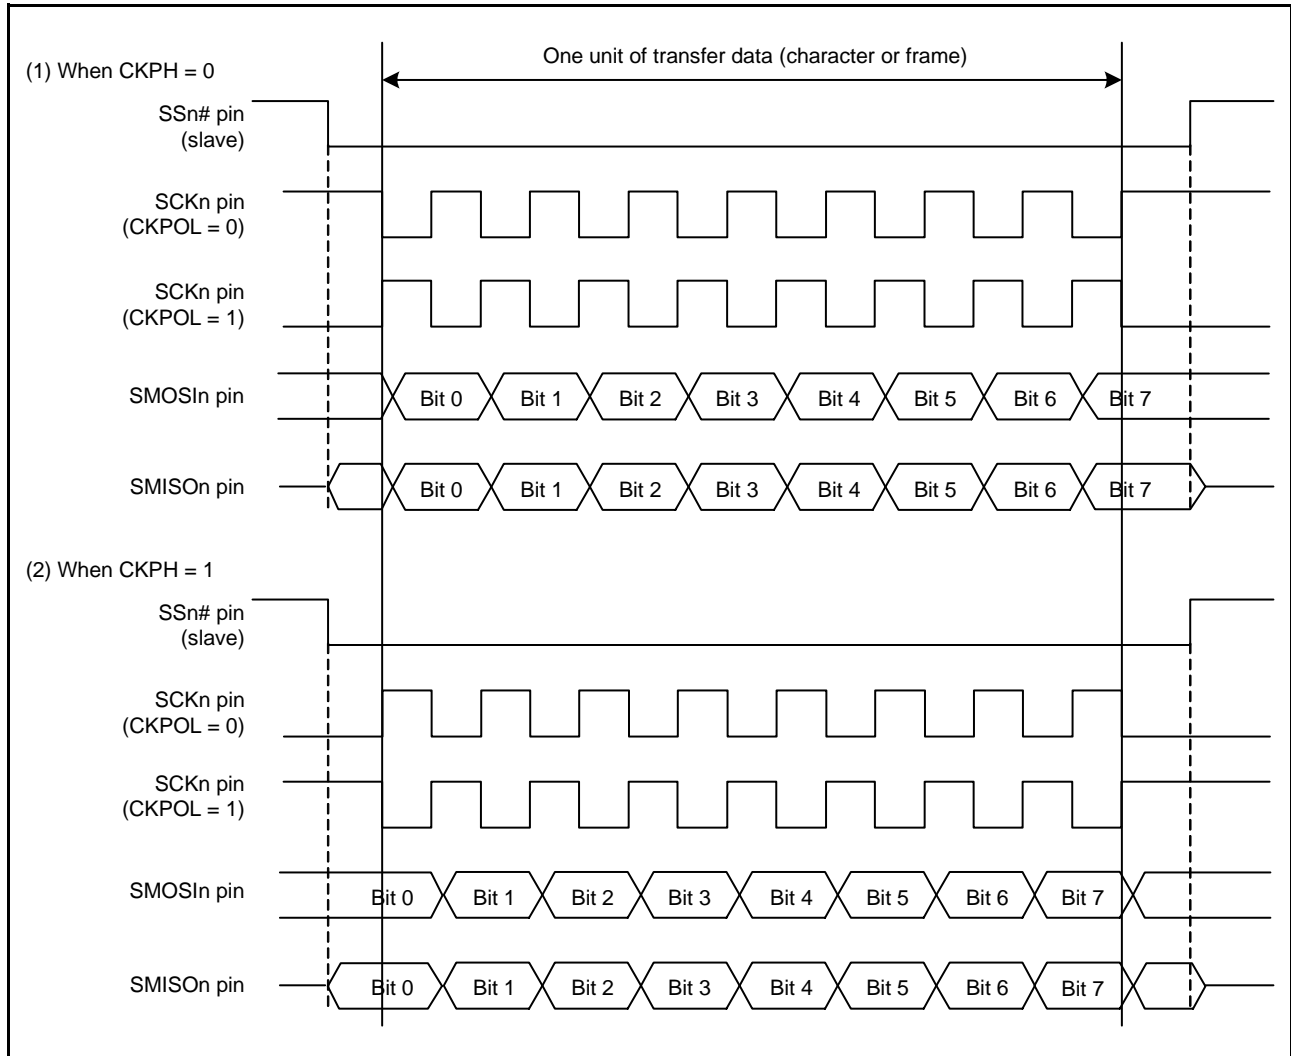 One unit of transfer data (character or frame)
(1) When CKPH = 0
SSn# pin
(slave)
SCKn pin
(CKPOL = 0)
SCKn pin
(CKPOL = 1)
SMOSIn pin
Bit 0 Bit 1 Bit 2 Bit 3 Bit 4 Bit 5 Bit 6 Bit 7
SMISOn pin
Bit 0 Bit 1 Bit 2 Bit 3 Bit 4 Bit 5 Bit 6 Bit 7
(2) When CKPH = 1
SSn# pin
(slave)
SCKn pin
(CKPOL = 0)
SCKn pin
(CKPOL = 1)
SMOSIn pin
Bit 0 Bit 1 Bit 2 Bit 3 Bit 4 Bit 5 Bit 6 Bit 7
SMISOn pin
Bit 0 Bit 1 Bit 2 Bit 3 Bit 4 Bit 5 Bit 6 Bit 7